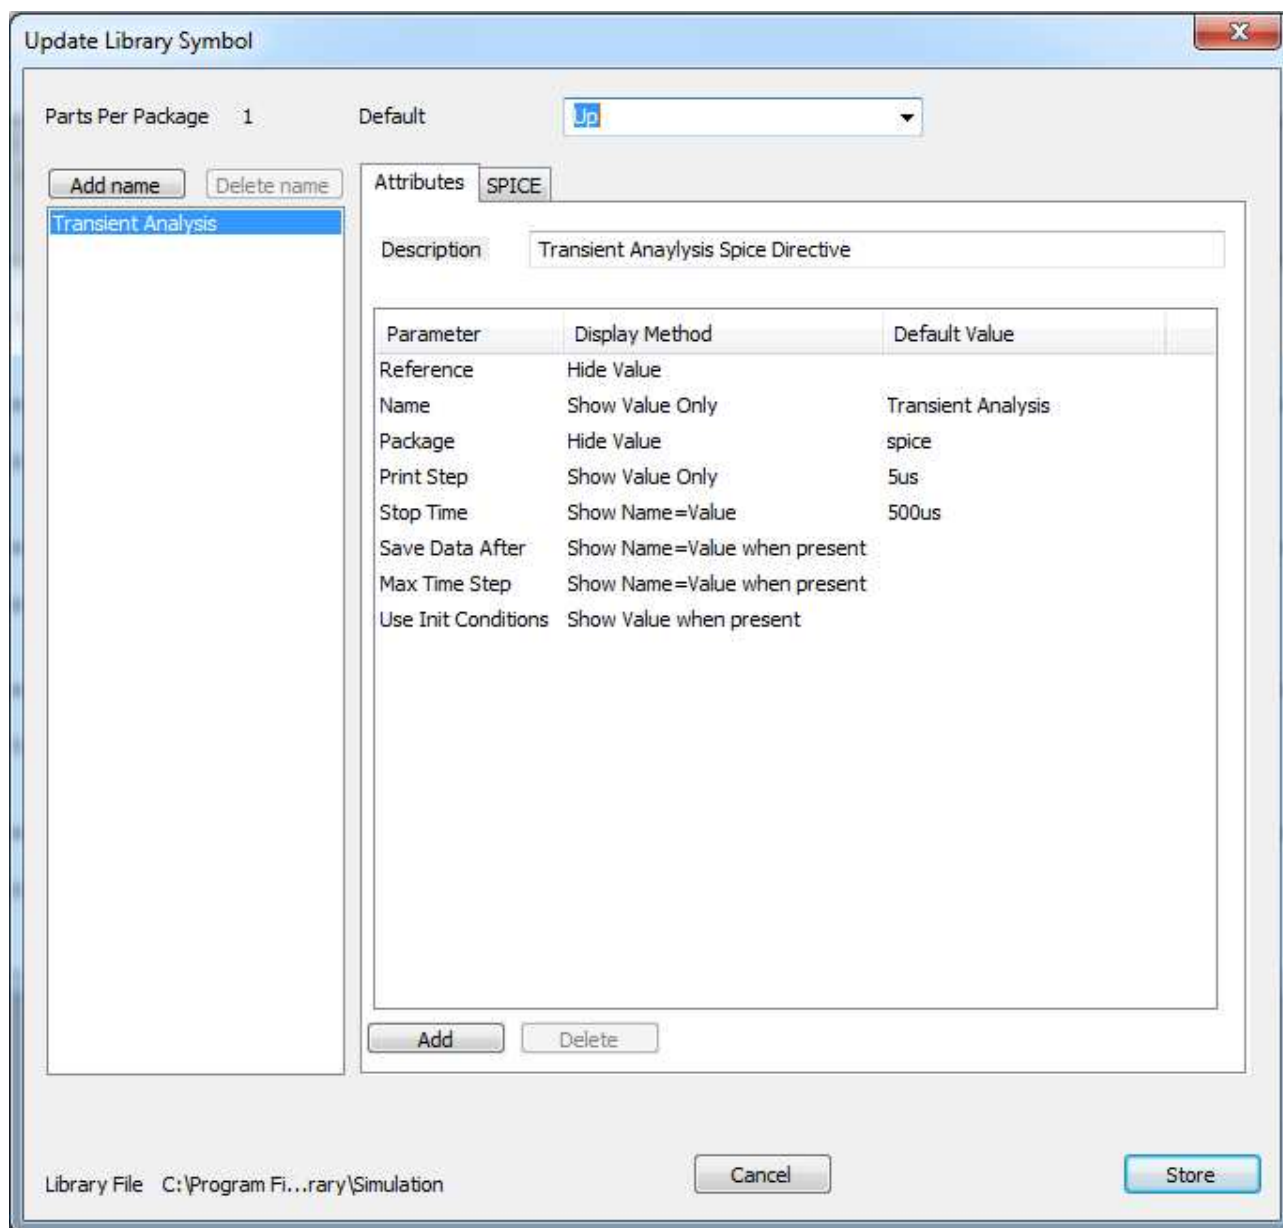 Update Library Symbol
Parts Per Package 1 Default Up
Add name Delete name Attributes SPICE
Transient Analysis
Description Transient Anaylysis Spice Directive
Parameter Display Method Default Value
Reference Hide Value
Name Show Value Only Transient Analysis
Package Hide Value spice
Print Step Show Value Only 5us
Stop Time Show Name=Value 500us
Save Data After Show Name=Value when present
Max Time Step Show Name=Value when present
Use Init Conditions Show Value when present
Add Delete
Library File C:\Program Fi...rary\Simulation Cancel Store